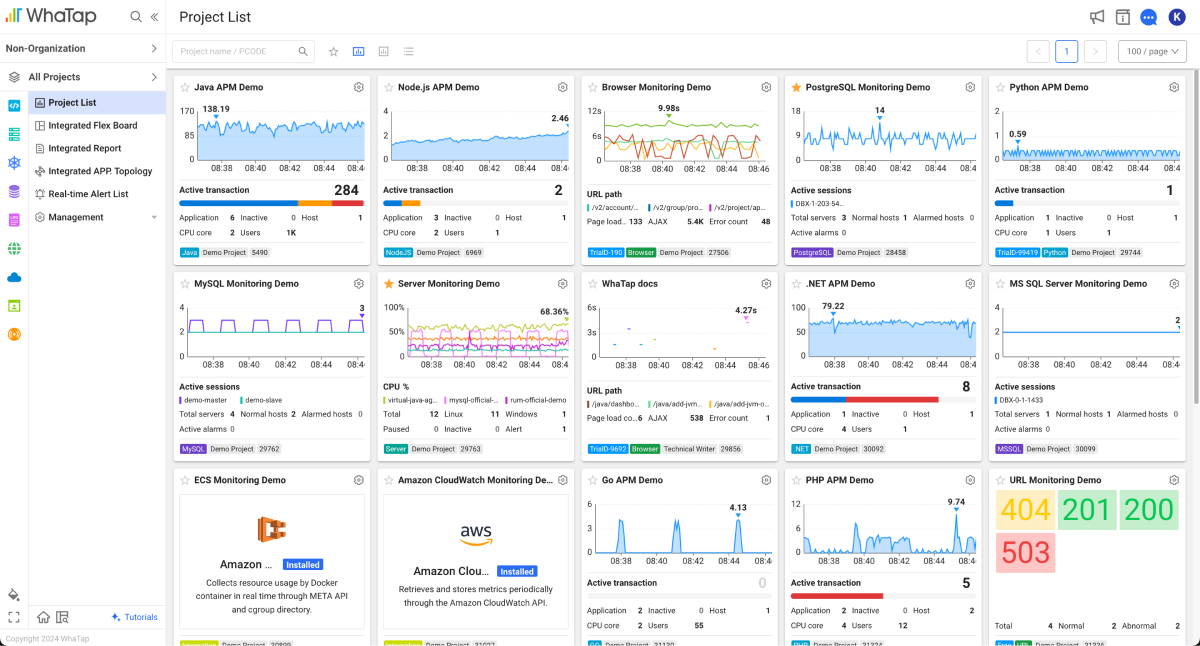 WhaTap
Project List
K
Non-Organization
Project name / PCODE
1
100 / page
All Projects
Project List
Integrated Flex Board
Integrated Report
Integrated APP. Topology
Real-time Alert List
Management
Tutorials
Copyright 2024 WhaTap
Java APM Demo
170
85
0
138.19
08:38 08:40 08:42 08:44
Active transaction 284
Application 6 Inactive 0 Host 1
CPU core 2 Users 1K
Java Demo Project 5490
Node.js APM Demo
4
2
0
2.46
08:38 08:40 08:42 08:44 08:46
Active transaction 2
Application 3 Inactive 0 Host 1
CPU core 2 Users 1
NodeJS Demo Project 6969
Browser Monitoring Demo
12s
6s
0
9.98s
08:38 08:40 08:42 08:44 08:46
URL path
/v2/account/... /v2/group/pro... /v2/project/ap...
Page load... 133 AJAX 5.4K Error count 48
TrialD-190 Browser Demo Project 27506
PostgreSQL Monitoring Demo
18
9
0
14
08:38 08:40 08:42 08:44 08:46
Active sessions
DBX-1-203-54...
Total servers 3 Normal hosts 1 Alarmed hosts 0
Active alarms 0
PostgreSQL Demo Project 28458
Python APM Demo
2
1
0
0.59
08:38 08:40 08:42 08:44 08:4
Active transaction 1
Application 1 Inactive 0 Host 1
CPU core 1 Users 1
TrialD-99419 Python Demo Project 29744
MySQL Monitoring Demo
4
2
0
3
08:38 08:40 08:42 08:44 08:4
Active sessions
demo-master demo-slave
Total servers 4 Normal hosts 2 Alarmed hosts 0
Active alarms 0
MySQL Demo Project 29762
Server Monitoring Demo
100%
50%
0
68.36%
08:38 08:40 08:42 08:44
CPU %
virtual-java-ag... mysql-official-... rum-official-demo
Total 12 Linux 11 Windows 1
Paused 0 Inactive 0 Alert 1
Server Demo Project 29763
WhaTap docs
6s
3s
0
4.27s
08:38 08:40 08:42 08:44 08:46
URL path
/java/dashbo... /java/add-jvm... /java/add-jvm-o...
Page load co...6 AJAX 538 Error count 1
TrialD-9692 Browser Technical Writer 29856
.NET APM Demo
100
50
0
79.22
08:38 08:40 08:42 08:44
Active transaction 8
Application 1 Inactive 0 Host 1
CPU core 4 Users 1
.NET Demo Project 30092
MS SQL Server Monitoring Demo
4
2
0
2
08:38 08:40 08:42 08:44 08:4
Active sessions
DBX-0-1-1433
Total servers 1 Normal hosts 1 Alarmed hosts 0
Active alarms 0
MSSQL Demo Project 30099
ECS Monitoring Demo
Amazon ... Installed
Collects resource usage by Docker
container in real time through META API
and cgroup directory.
Demo Project 30809
Amazon CloudWatch Monitoring De...
aws
Amazon Clou... Installed
Retrieves and stores metrics periodically
through the Amazon CloudWatch API.
Demo Project 31027
Go APM Demo
6
3
0
4.13
08:38 08:40 08:42 08:44 08:46
Active transaction 0
Application 2 Inactive 0 Host 1
CPU core 2 Users 55
GO Demo Project 31130
PHP APM Demo
12
6
0
9.74
08:38 08:40 08:42 08:44 08:46
Active transaction 5
Application 2 Inactive 0 Host 2
CPU core 4 Users 12
PHP Demo Project 31324
URL Monitoring Demo
404 201 200
503
Total 4 Normal 2 Abnormal 2
Free URL Demo Project 31326